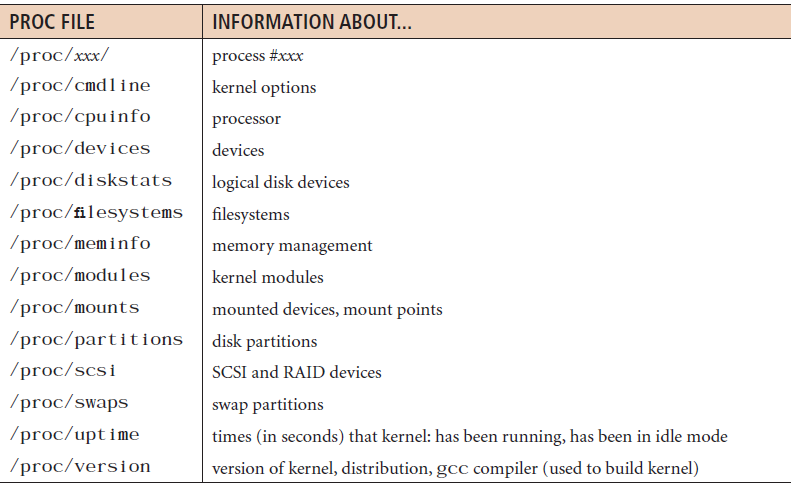 PROC FILE INFORMATION ABOUT...
/proc/xxx/ process #xxx
/proc/cmdline kernel options
/proc/cpuinfo processor
/proc/devices devices
/proc/diskstats logical disk devices
/proc/filesystems filesystems
/proc/meminfo memory management
/proc/modules kernel modules
/proc/mounts mounted devices, mount points
/proc/partitions disk partitions
/proc/scsi SCSI and RAID devices
/proc/swaps swap partitions
/proc/uptime times (in seconds) that kernel: has been running, has been in idle mode
/proc/version version of kernel, distribution, gcc compiler (used to build kernel)